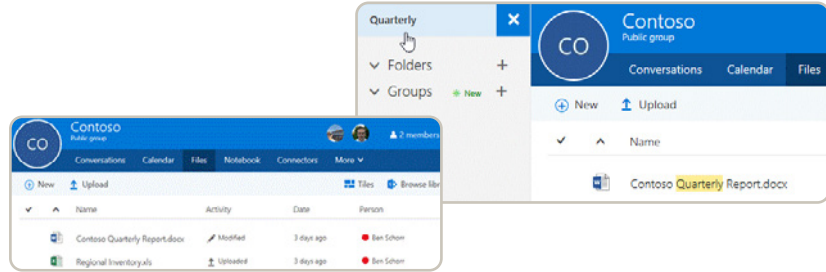 Quarterly
Folders
Groups New
CO
Contoso
Public group
Conversations Calendar Files
New Upload
Name
Contoso Quarterly Report.docx
CO
Contoso
Public group
2 members
Conversations Calendar Files Notebook Connectors More
New Upload Tiles Browse libr
Name Activity Date Person
Contoso Quarterly Report.docx Modified 3 days ago Ben Schorr
Regional Inventory.xls Uploaded 3 days ago Ben Schorr